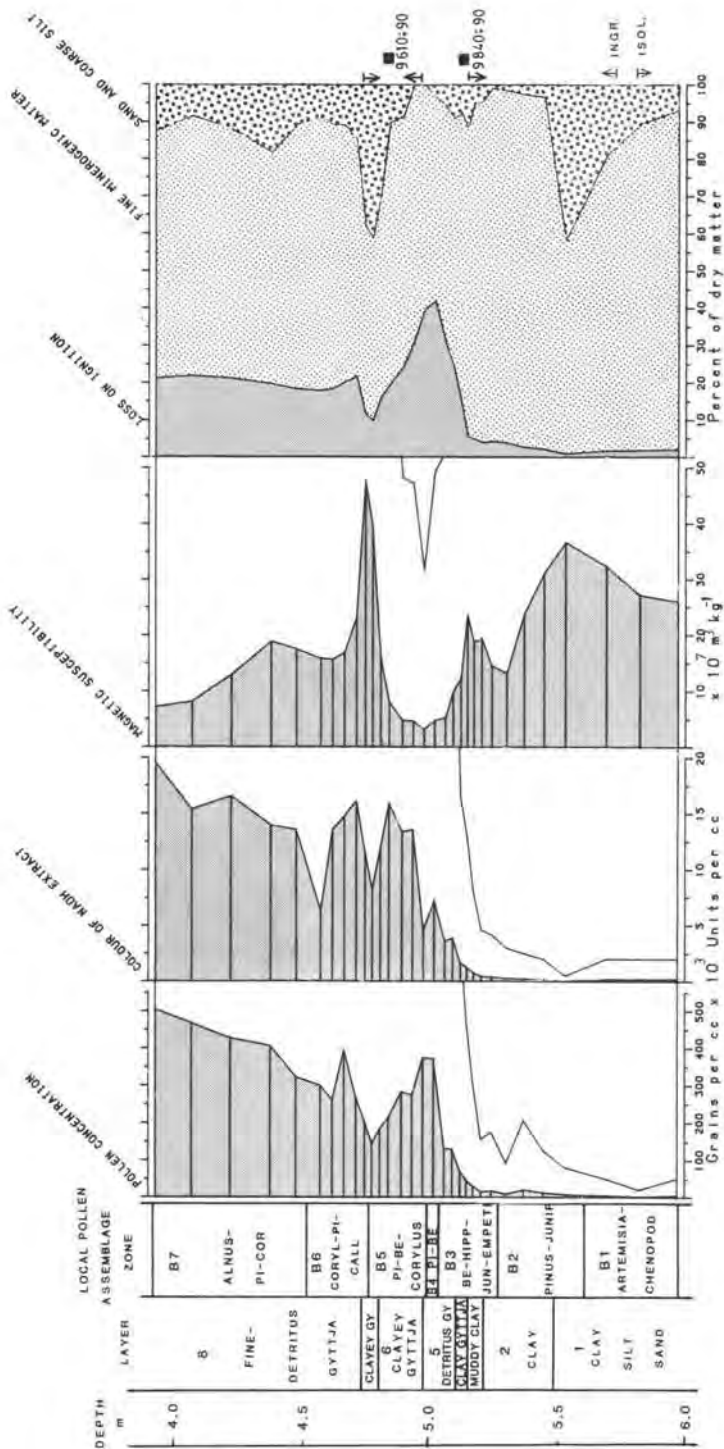 DEPTH
m
4.0
4.5
5.0
5.5
6.0
LAYER
8
FINE-
DETRITUS
GYTTJA
CLAYEY GY
6
CLAYEY
GYTTJA
5
DETRITUS GY
CLAY GYTTJA
MUDDY CLAY
2
CLAY
1
CLAY
SILT
SAND
LOCAL POLLEN
ASSEMBLAGE
ZONE
B7
ALNUS-
PI-COR
B6
CORYL-PI-
CALL
B5
PI-BE-
CORYLUS
B4 PI-BE
B3
BE-HIPP-
JUN-EMPET
B2
PINUS-JUNIP
B1
ARTEMISIA-
CHENOPOD
POLLEN CONCENTRATION
100 200 300 400 500
Grains per cc x
COLOUR OF NAOH EXTRACT
5 10 15 20
10³ Units per cc
MAGNETIC SUSCEPTIBILITY
10 20 30 40 50
x 10⁻⁷ m³ kg⁻¹
LOSS ON IGNITION
FINE MINEROGENIC MATTER
SAND AND COARSE SILT
10 20 30 40 50 60 70 80 90 100
Percent of dry matter
9610±90
9840±90
INGR.
ISOL.